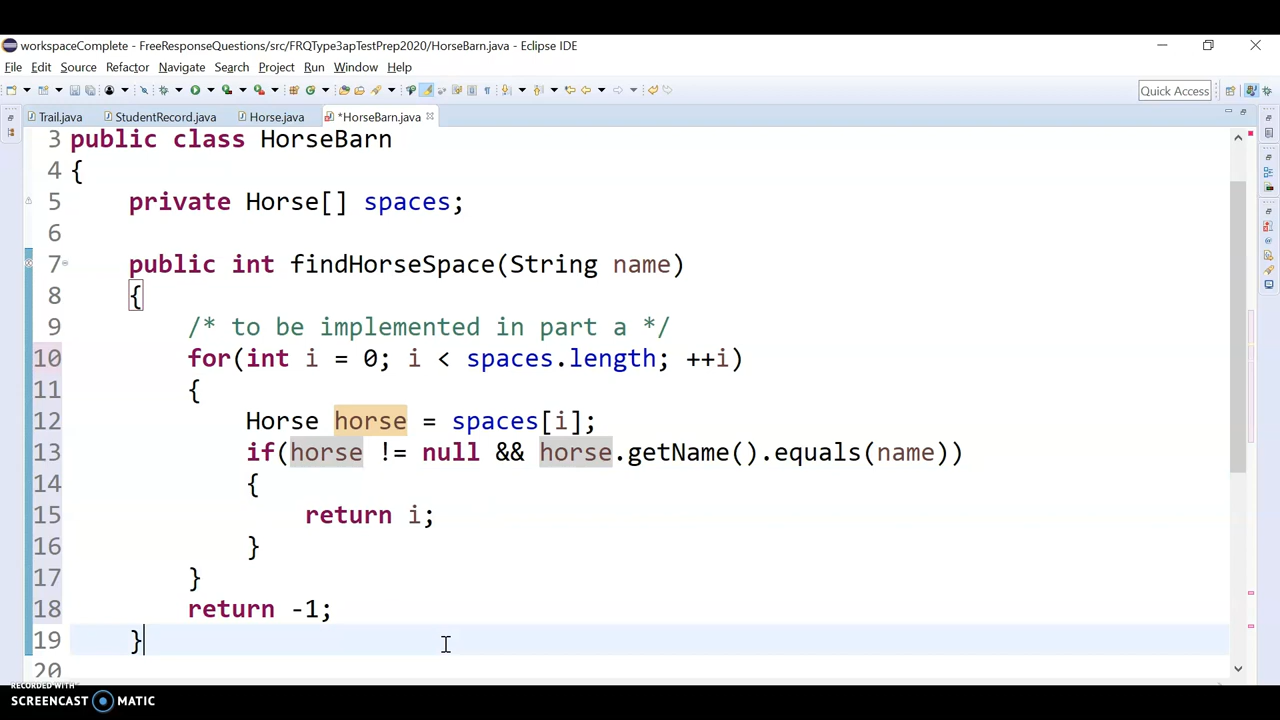 workspaceComplete - FreeResponseQuestions/src/FRQType3apTestPrep2020/HorseBarn.java - Eclipse IDE
File Edit Source Refactor Navigate Search Project Run Window Help
Quick Access
Trail.java StudentRecord.java Horse.java *HorseBarn.java
3 public class HorseBarn
4 {
5 private Horse[] spaces;
6
7 public int findHorseSpace(String name)
8 {
9 /* to be implemented in part a */
10 for(int i = 0; i < spaces.length; ++i)
11 {
12 Horse horse = spaces[i];
13 if(horse != null && horse.getName().equals(name))
14 {
15 return i;
16 }
17 }
18 return -1;
19 }
20
RECORDED WITH
SCREENCAST MATIC